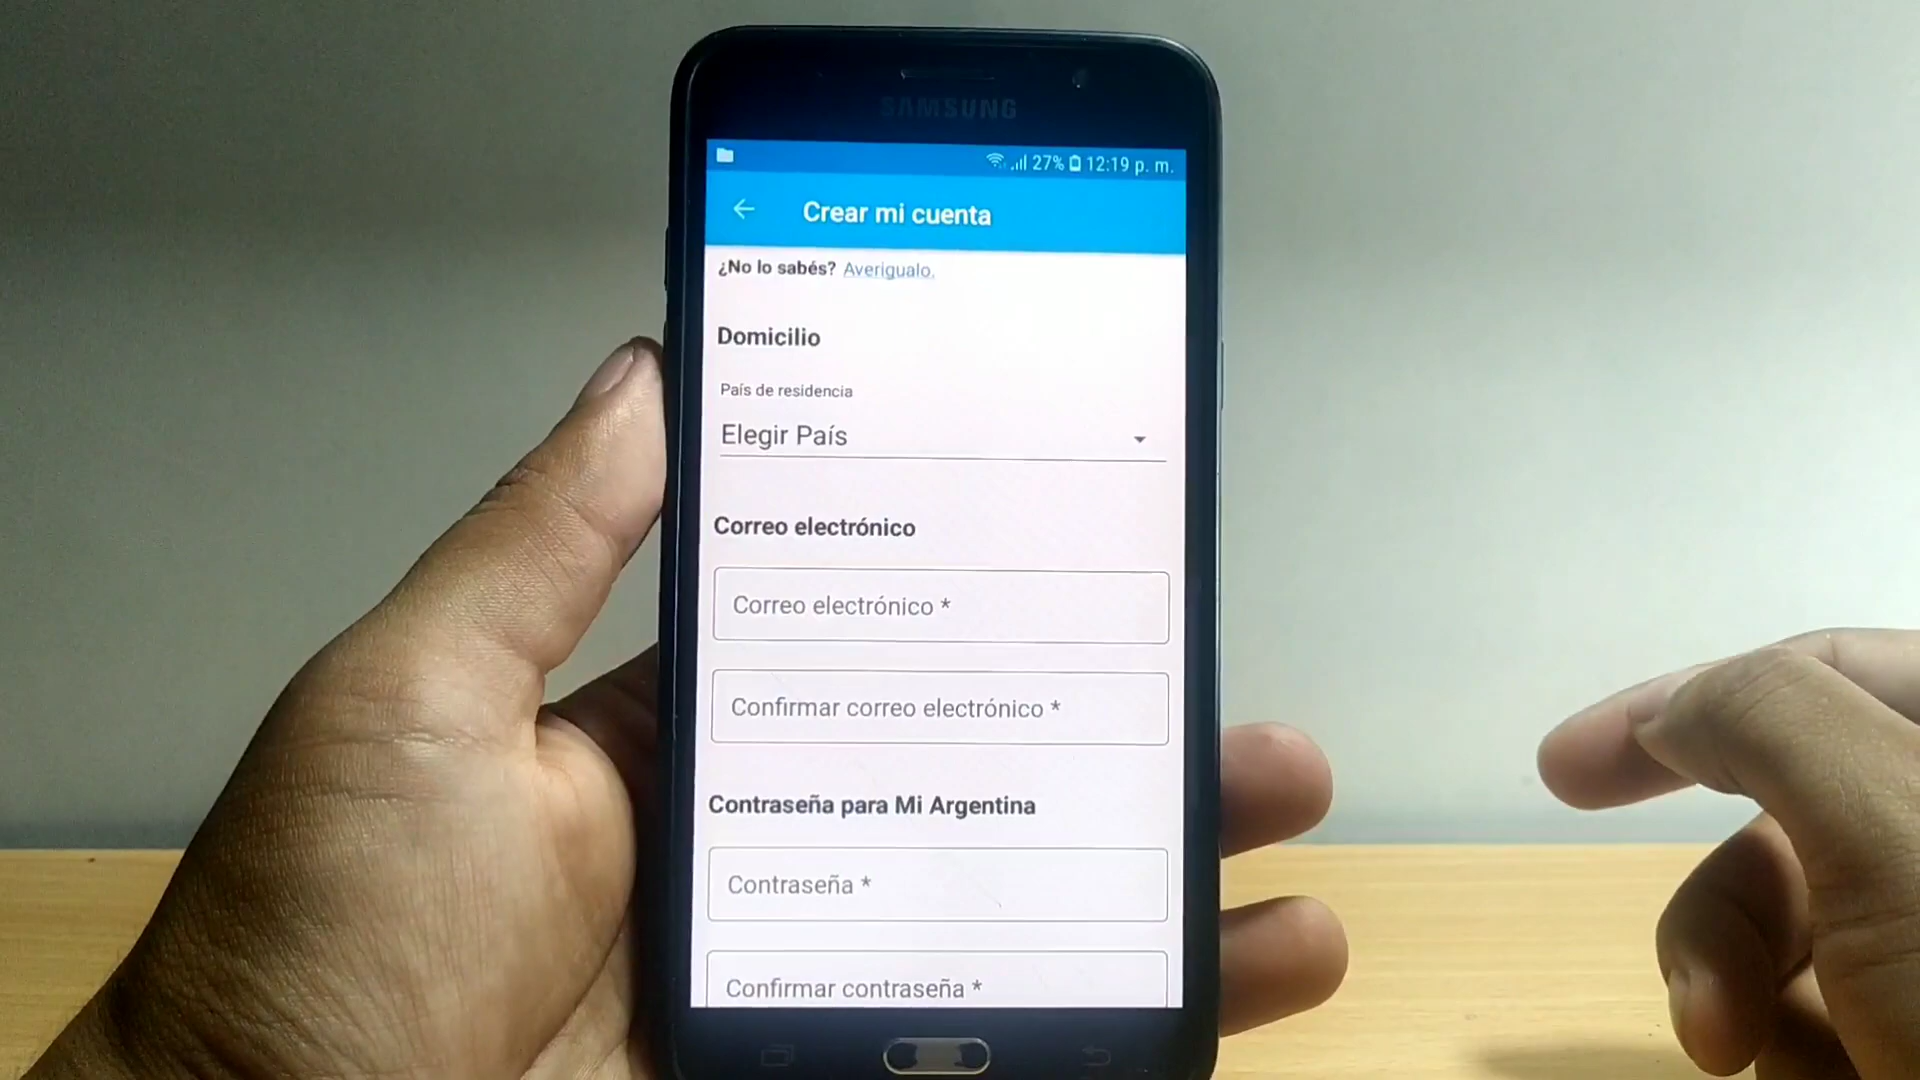 SAMSUNG
27% 12:19 p. m.
Crear mi cuenta
¿No lo sabés? Averigualo.
Domicilio
País de residencia
Elegir País
Correo electrónico
Correo electrónico *
Confirmar correo electrónico *
Contraseña para Mi Argentina
Contraseña *
Confirmar contraseña *